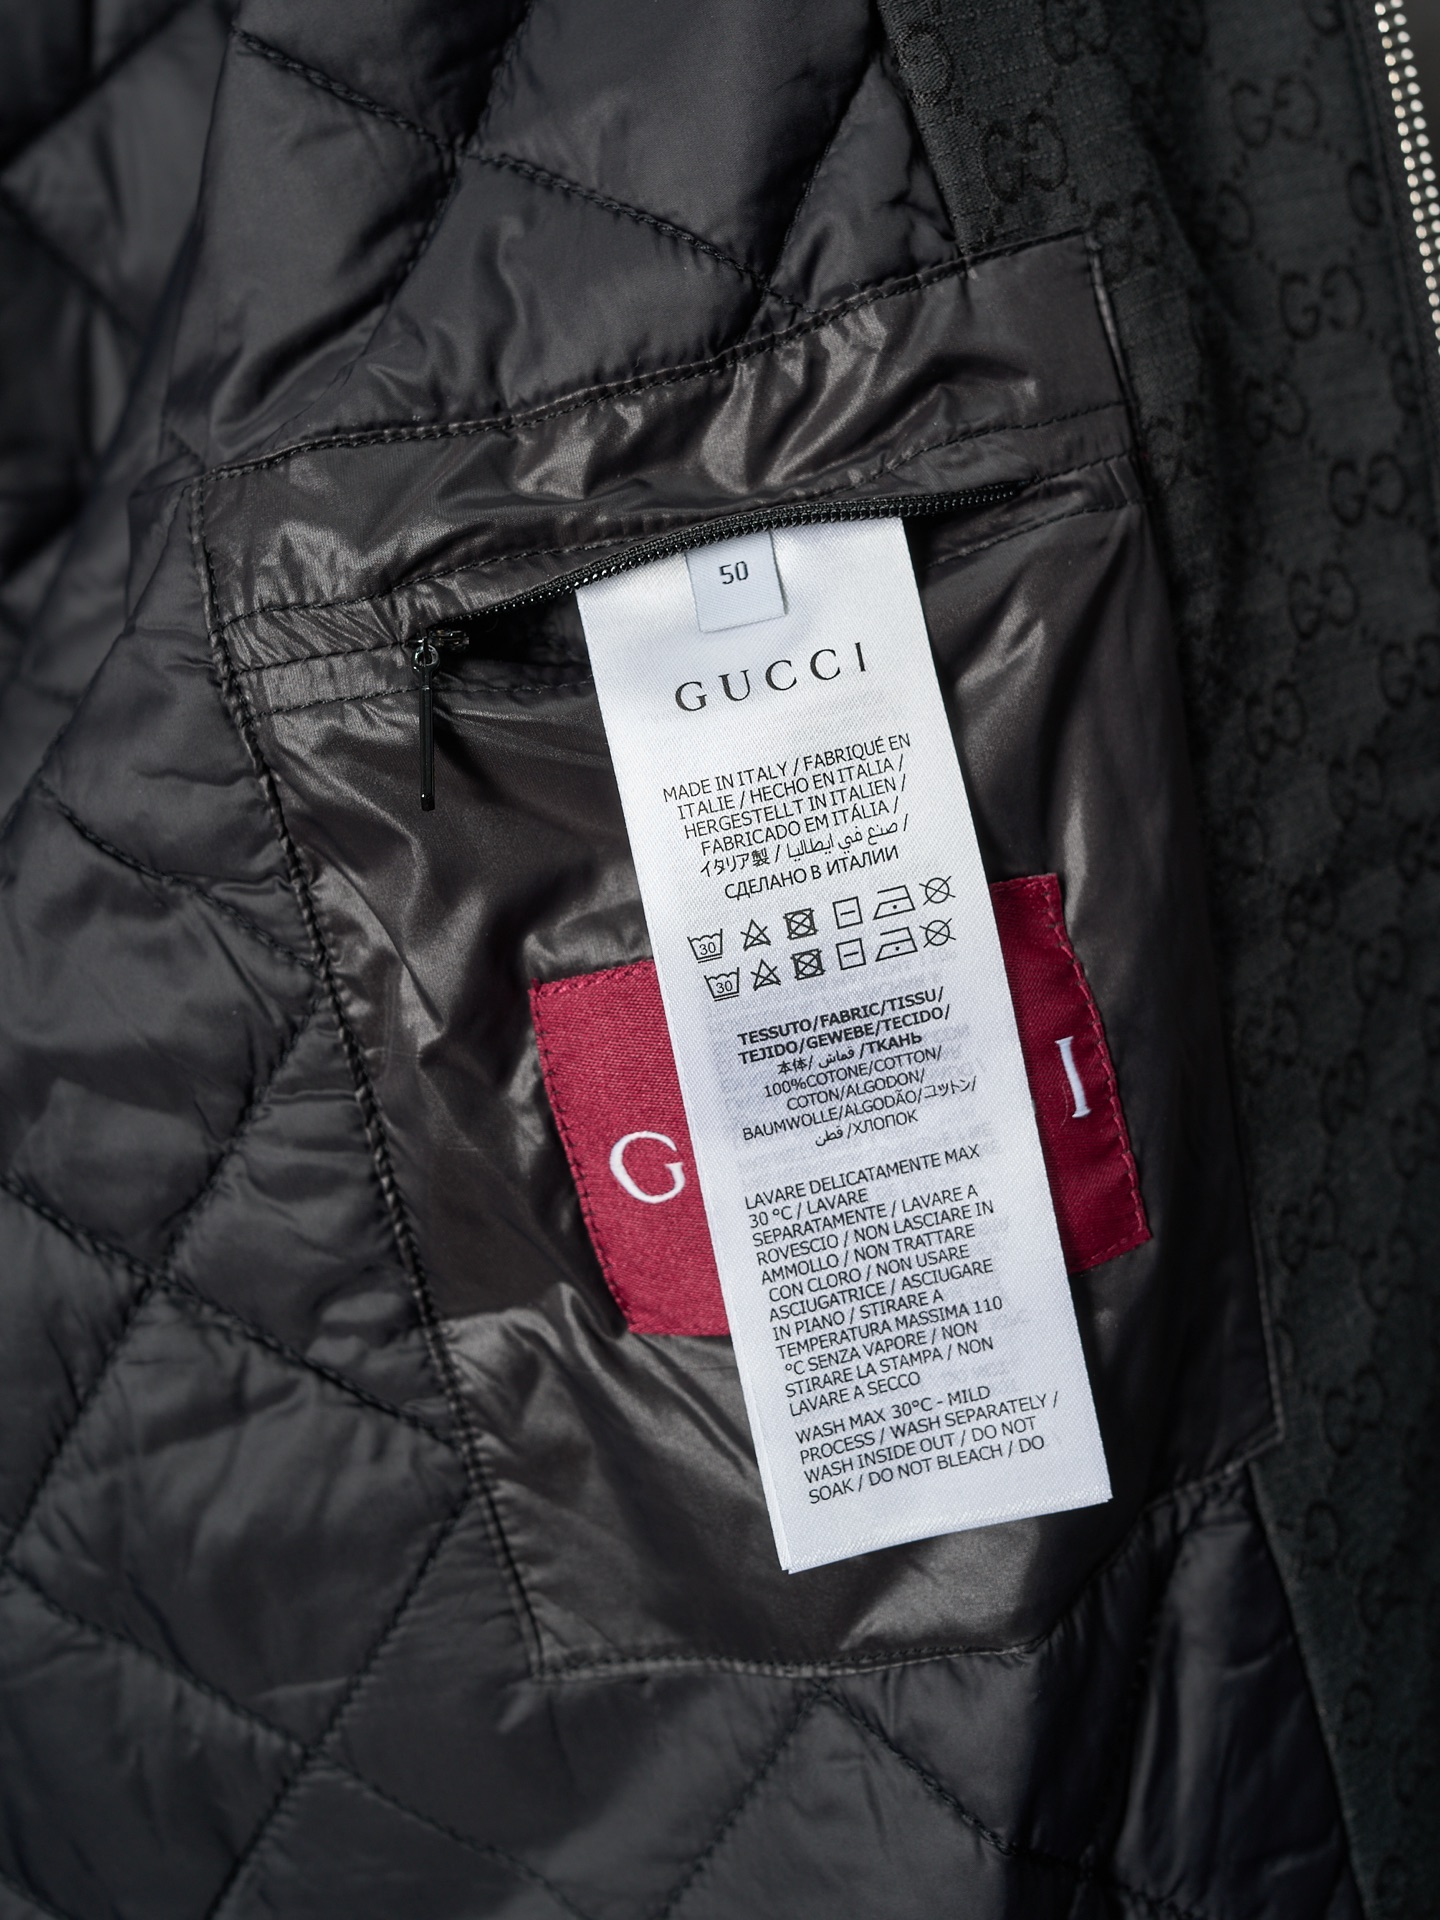 50
GUCCI
MADE IN ITALY / FABRIQUÉ EN
ITALIE / HECHO EN ITALIA /
HERGESTELLT IN ITALIEN /
FABRICADO EM ITÁLIA /
イタリア製 / صنع في ايطاليا /
СДЕЛАНО В ИТАЛИИ
30
30
TESSUTO/FABRIC/TISSU/
TEJIDO/GEWEBE/TECIDO/
本体/ قماش /ТКАНЬ
100%COTONE/COTTON/
COTON/ALGODON/
BAUMWOLLE/ALGODÃO/コットン/
قطن /ХЛОПОК
LAVARE DELICATAMENTE MAX
30 °C / LAVARE
SEPARATAMENTE / LAVARE A
ROVESCIO / NON LASCIARE IN
AMMOLLO / NON TRATTARE
CON CLORO / NON USARE
ASCIUGATRICE / ASCIUGARE
IN PIANO / STIRARE A
TEMPERATURA MASSIMA 110
°C SENZA VAPORE / NON
STIRARE LA STAMPA / NON
LAVARE A SECCO
WASH MAX 30°C - MILD
PROCESS / WASH SEPARATELY /
WASH INSIDE OUT / DO NOT
SOAK / DO NOT BLEACH / DO
G I